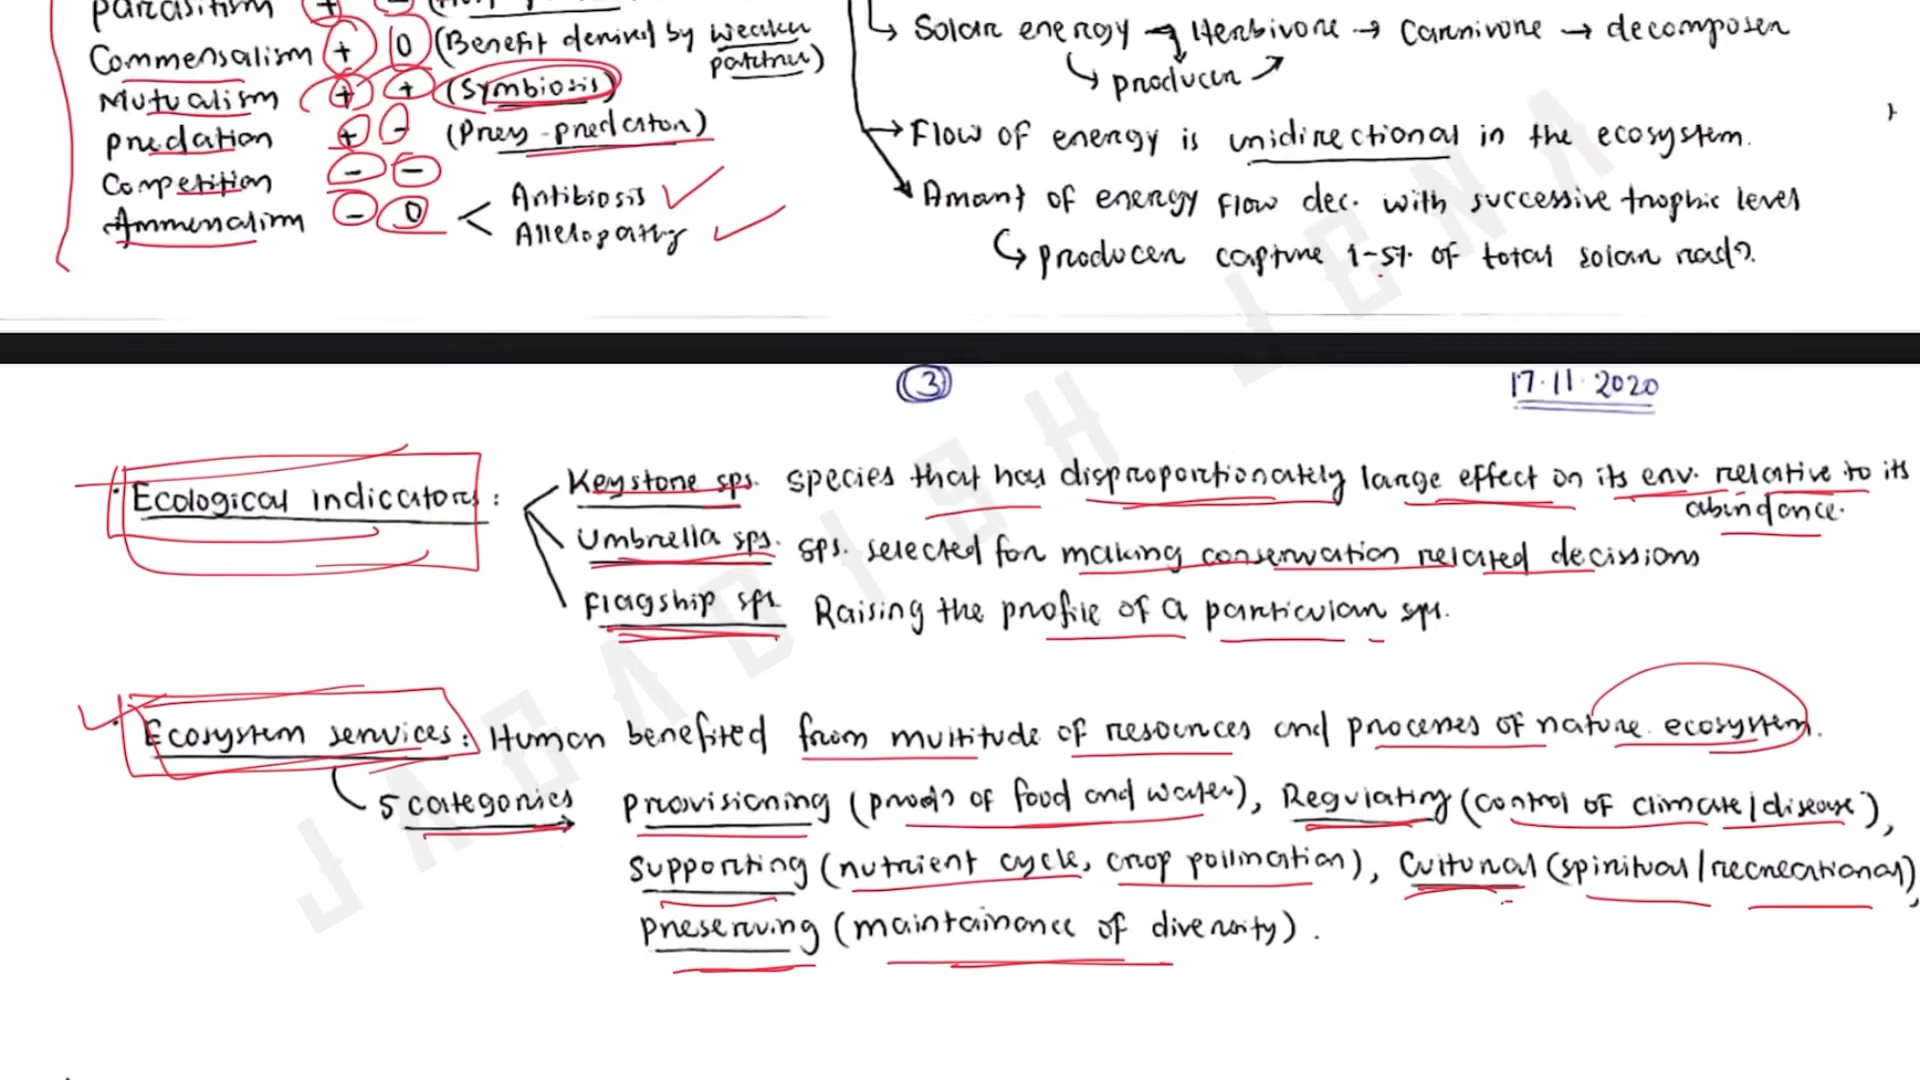 Parasitism + -
Commensalism + 0 (Benefit derived by weaker partner)
Mutualism + + (Symbiosis)
predation + - (Prey-predator)
Competition - -
Ammensalism - 0 < Antibiosis
Allelopathy
Solar energy → Herbivore → Carnivore → decomposer
producer
→ Flow of energy is unidirectional in the ecosystem.
Amant of energy flow dec. with successive trophic level
producer capture 1-5% of total solar radn.
3
17.11.2020
Ecological indicators: Keystone sps. species that has disproportionately large effect on its env. relative to its
abundance.
Umbrella sps. sps. selected for making conservation related decissions
Flagship sps. Raising the profile of a particular sps.
Ecosystem services: Human benefited from multitude of resources and processes of nature ecosystem.
5 categories → Provisioning (prodn of food and water), Regulating (control of climate/disease),
Supporting (nutrient cycle, crop pollination), Cultural (spiritual/recreational),
preserving (maintainance of diversity).
JAGADISH JENA